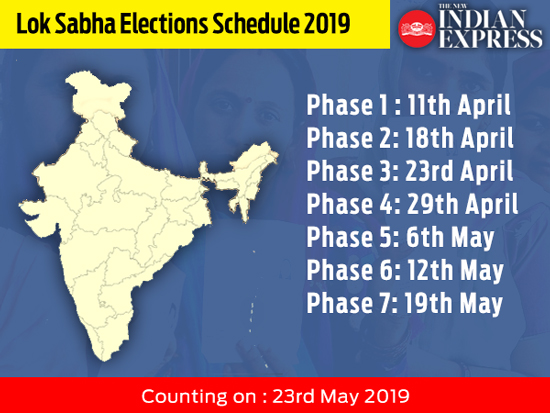 Lok Sabha Elections Schedule 2019
THE NEW
INDIAN
EXPRESS
Phase 1 : 11th April
Phase 2: 18th April
Phase 3: 23rd April
Phase 4: 29th April
Phase 5: 6th May
Phase 6: 12th May
Phase 7: 19th May
Counting on : 23rd May 2019